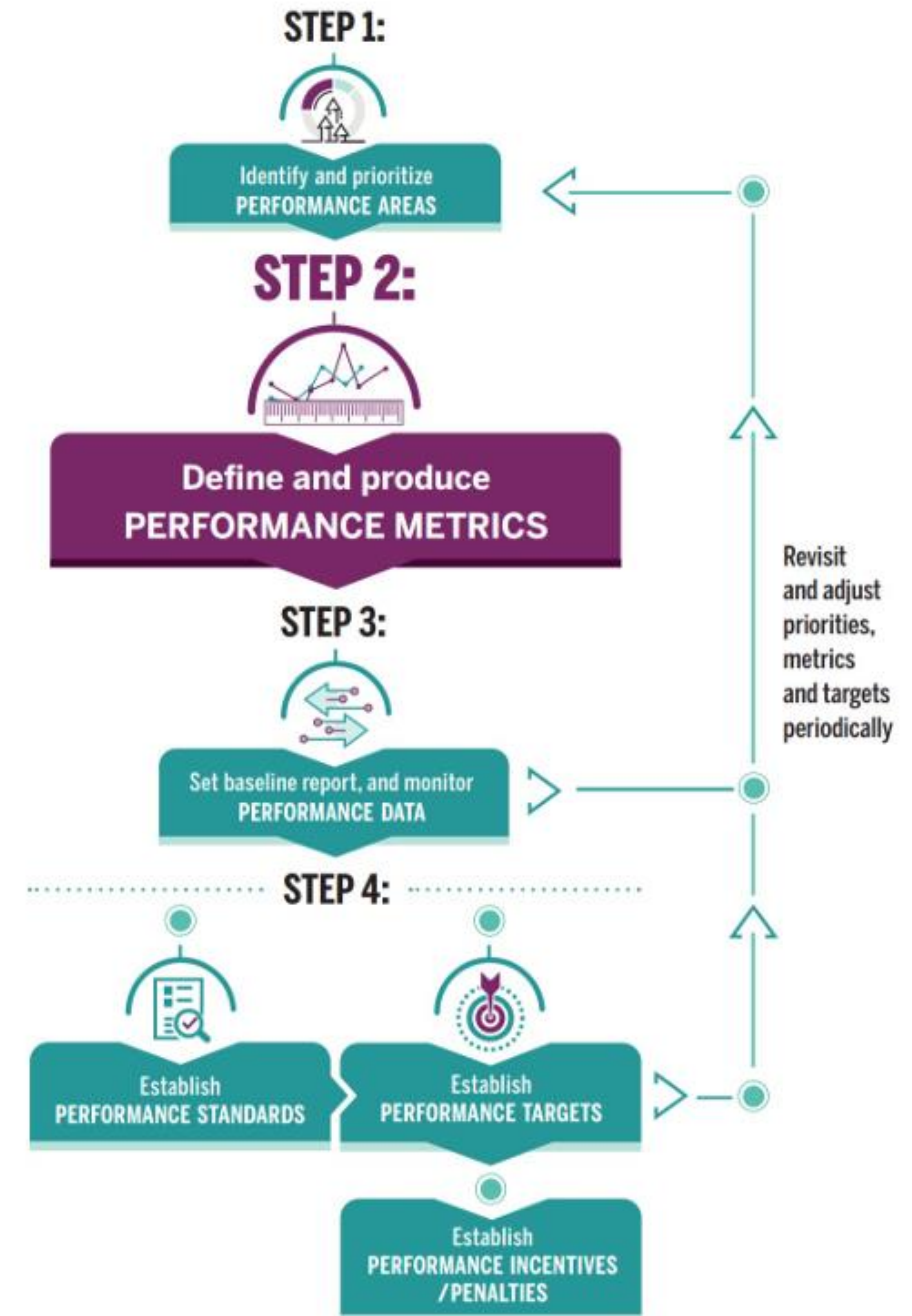 STEP 1:
Identify and prioritize
PERFORMANCE AREAS
STEP 2:
Define and produce
PERFORMANCE METRICS
STEP 3:
Set baseline report, and monitor
PERFORMANCE DATA
STEP 4:
Establish
PERFORMANCE STANDARDS
Establish
PERFORMANCE TARGETS
Establish
PERFORMANCE INCENTIVES
/PENALTIES
Revisit
and adjust
priorities,
metrics
and targets
periodically